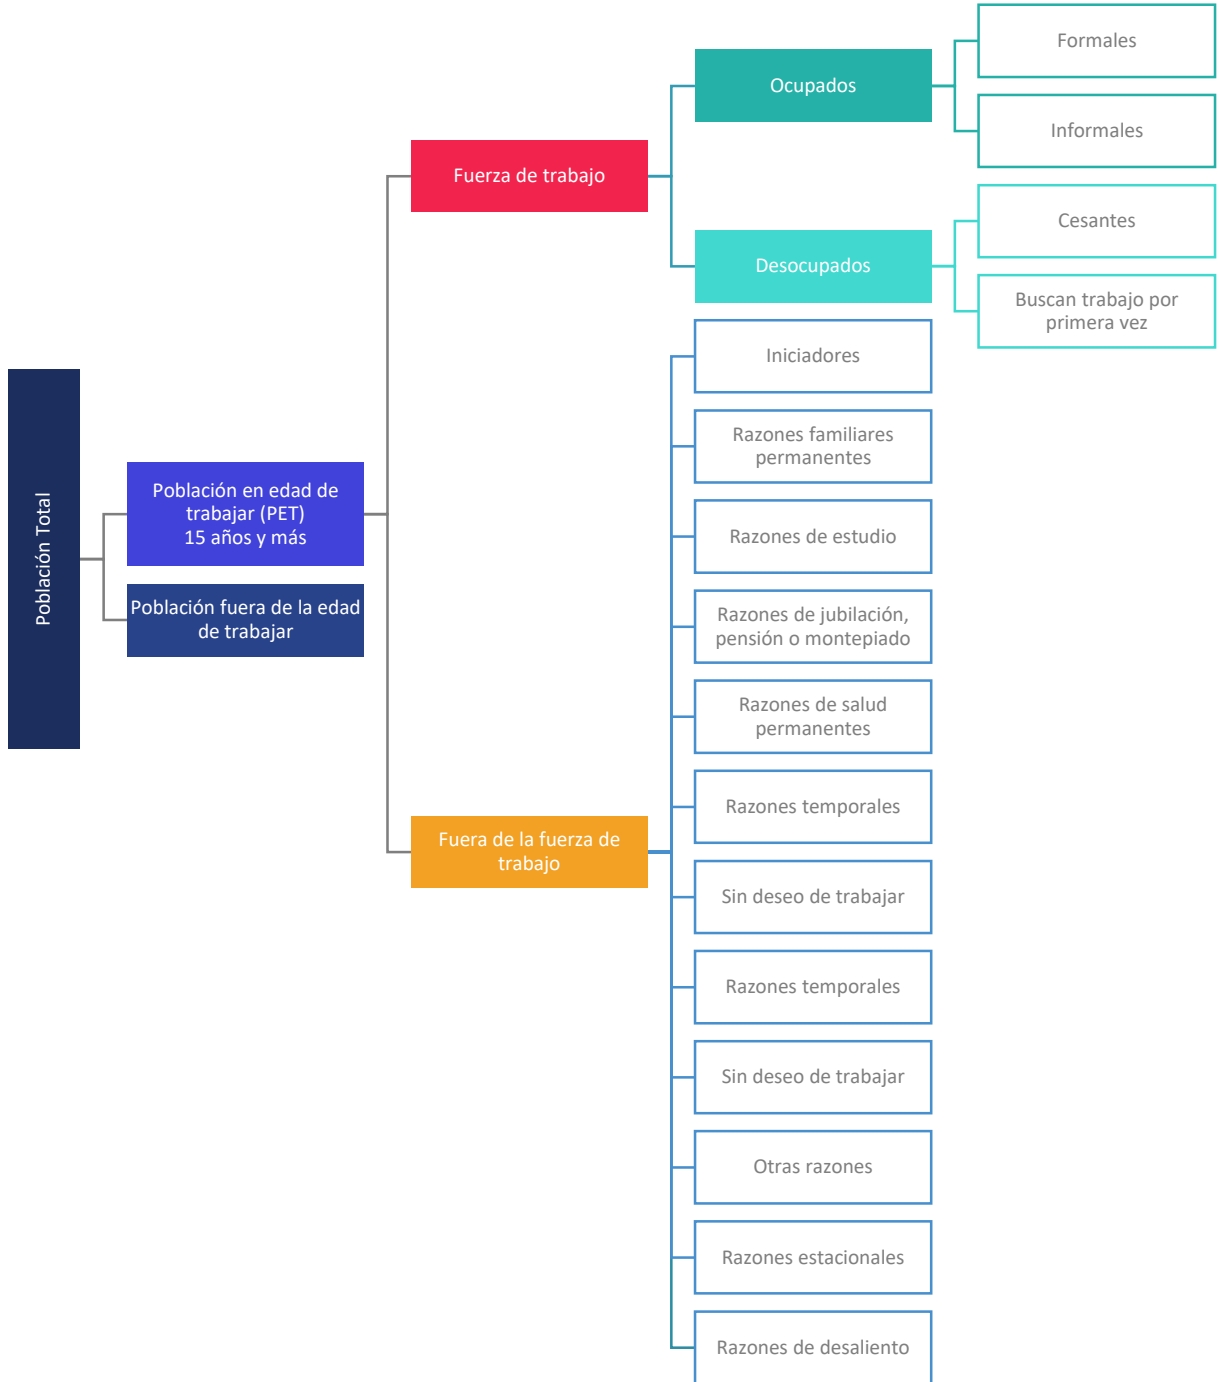 Población Total
Población en edad de
trabajar (PET)
15 años y más
Población fuera de la edad
de trabajar
Fuerza de trabajo
Fuera de la fuerza de
trabajo
Ocupados
Desocupados
Formales
Informales
Cesantes
Buscan trabajo por
primera vez
Iniciadores
Razones familiares
permanentes
Razones de estudio
Razones de jubilación,
pensión o montepiado
Razones de salud
permanentes
Razones temporales
Sin deseo de trabajar
Razones temporales
Sin deseo de trabajar
Otras razones
Razones estacionales
Razones de desaliento